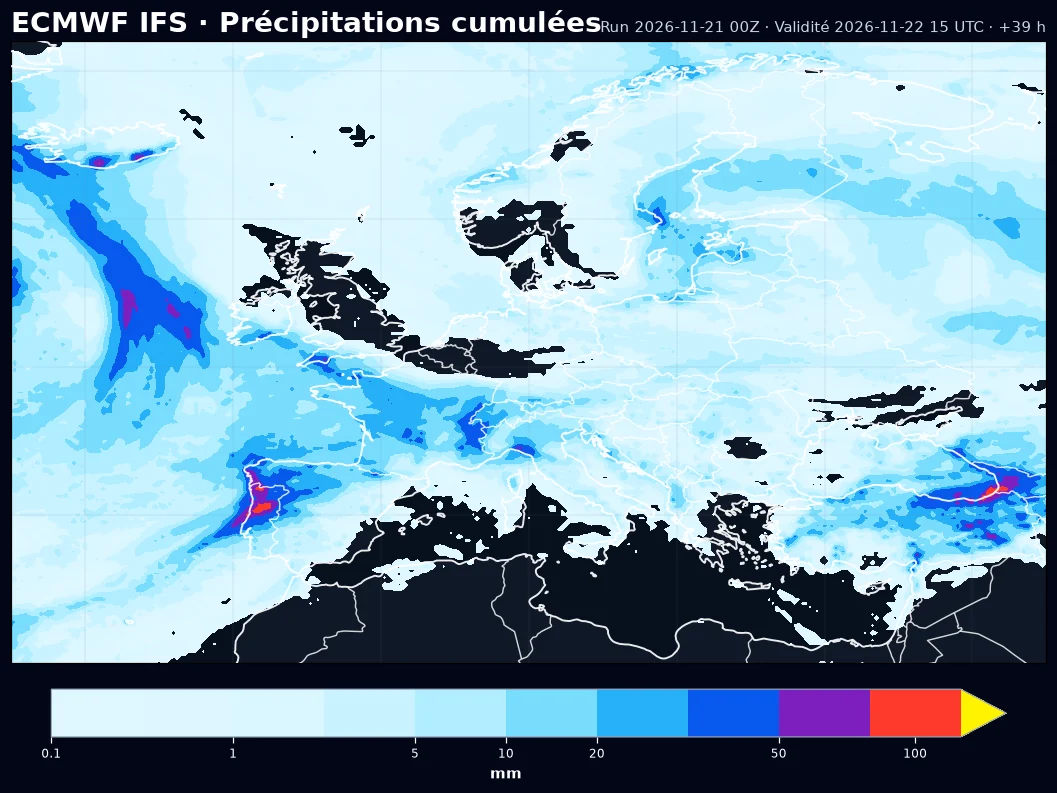 ECMWF IFS · Précipitations cumulées
Run 2026-11-21 00Z · Validité 2026-11-22 15 UTC · +39 h
0.1 1 5 10 20 50 100
mm